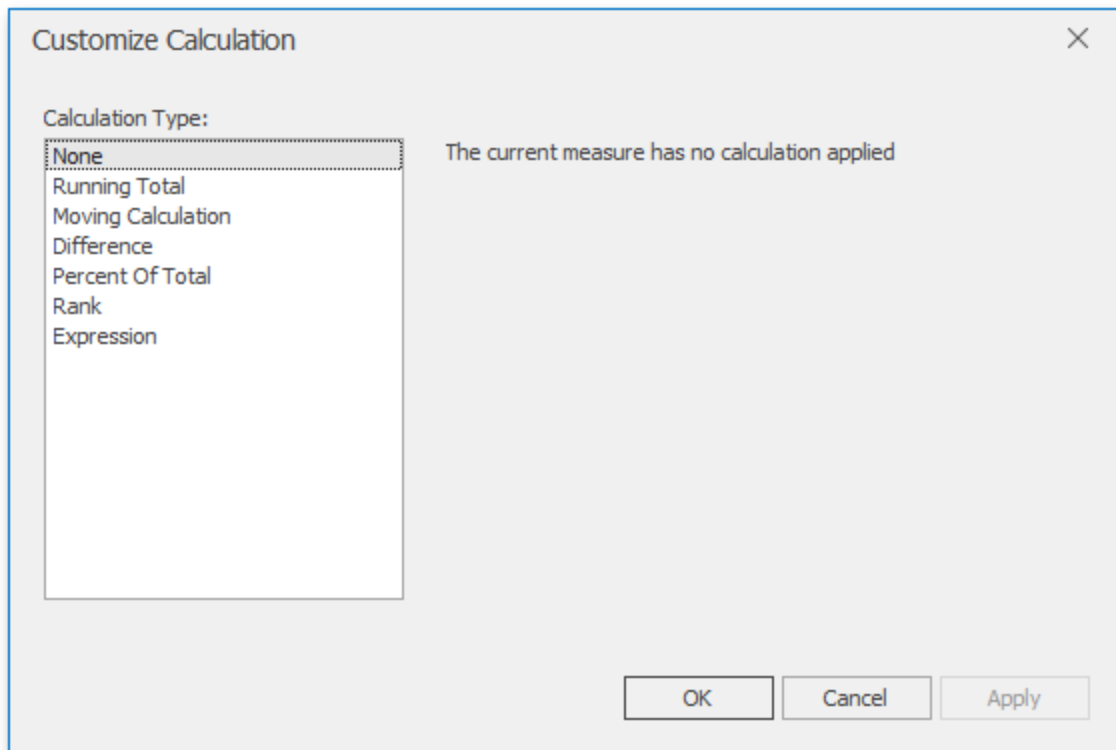 Customize Calculation
Calculation Type:
None
The current measure has no calculation applied
Running Total
Moving Calculation
Difference
Percent Of Total
Rank
Expression
OK
Cancel
Apply